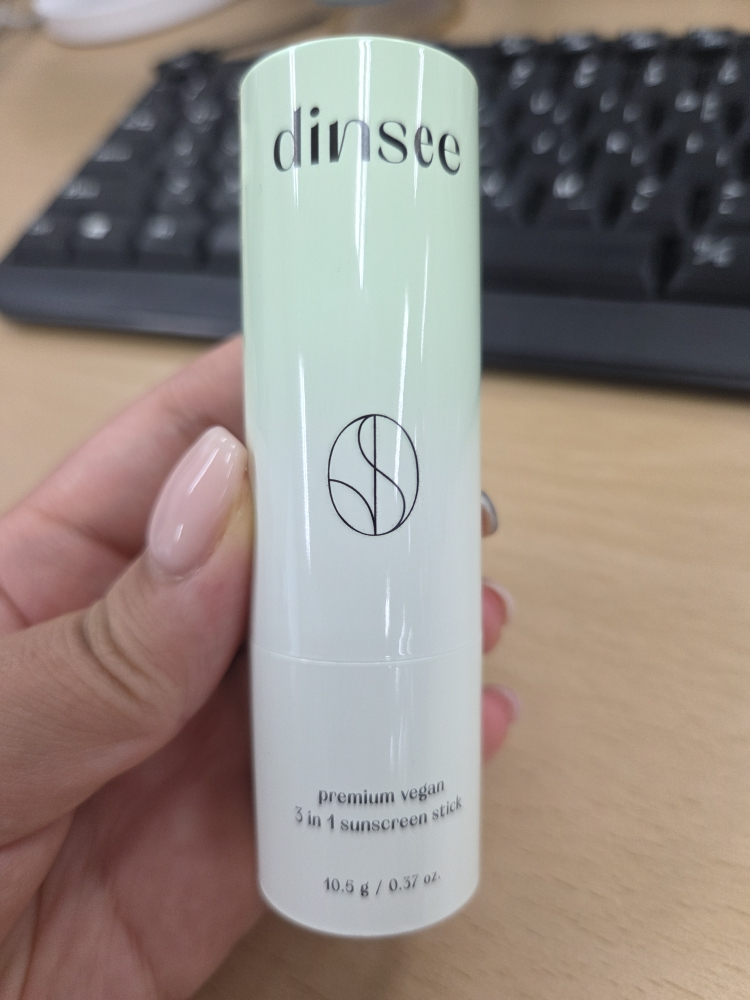 dinsee
premium vegan
3 in 1 sunscreen stick
10.5 g / 0.37 oz.